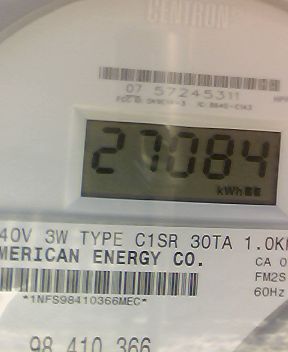 CENTRON
07 57245311
27084
kWh
40V 3W TYPE C1SR 30TA 1.0K
MERICAN ENERGY CO.
CA 0
FM2S
60Hz
*1NFS98410366MEC*
98 410 366